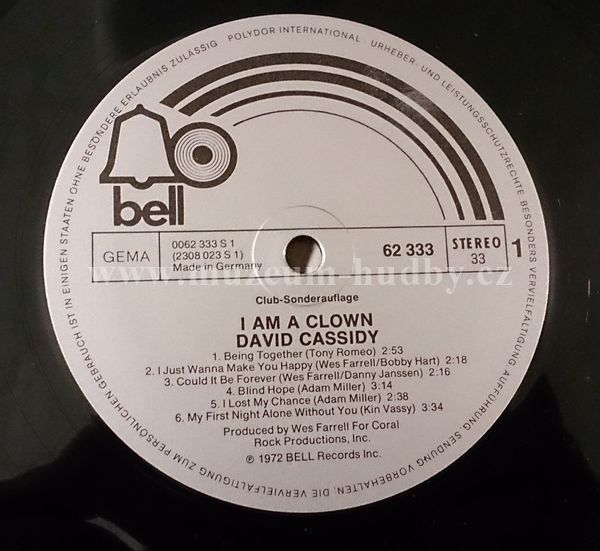 POLYDOR INTERNATIONAL . URHEBER- UND LEISTUNGSSCHUTZRECHTE BESONDERS VERVIELFÄLTIGUNG AUFFÜHRUNG, SENDUNG VORBEHALTEN. DIE VERVIELFÄLTIGUNG ZUM PERSÖNLICHEN GEBRAUCH IST IN EINIGEN STAATEN OHNE BESONDERE ERLAUBNIS ZULÄSSIG
bell
GEMA
0062 333 S 1
(2308 023 S 1)
Made in Germany
62 333
STEREO
33
1
www.muzeum-hudby.cz
Club-Sonderauflage
I AM A CLOWN
DAVID CASSIDY
1. Being Together (Tony Romeo) 2:53
2. I Just Wanna Make You Happy (Wes Farrell/Bobby Hart) 2:18
3. Could It Be Forever (Wes Farrell/Danny Janssen) 2:16
4. Blind Hope (Adam Miller) 3:14
5. I Lost My Chance (Adam Miller) 2:38
6. My First Night Alone Without You (Kin Vassy) 3:34
Produced by Wes Farrell For Coral
Rock Productions, Inc.
℗ 1972 BELL Records Inc.